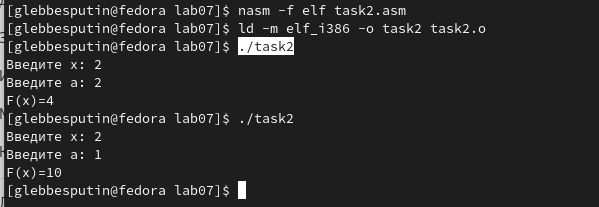 [glebbesputin@fedora lab07]$ nasm -f elf task2.asm
[glebbesputin@fedora lab07]$ ld -m elf_i386 -o task2 task2.o
[glebbesputin@fedora lab07]$ ./task2
Введите x: 2
Введите a: 2
F(x)=4
[glebbesputin@fedora lab07]$ ./task2
Введите x: 2
Введите a: 1
F(x)=10
[glebbesputin@fedora lab07]$